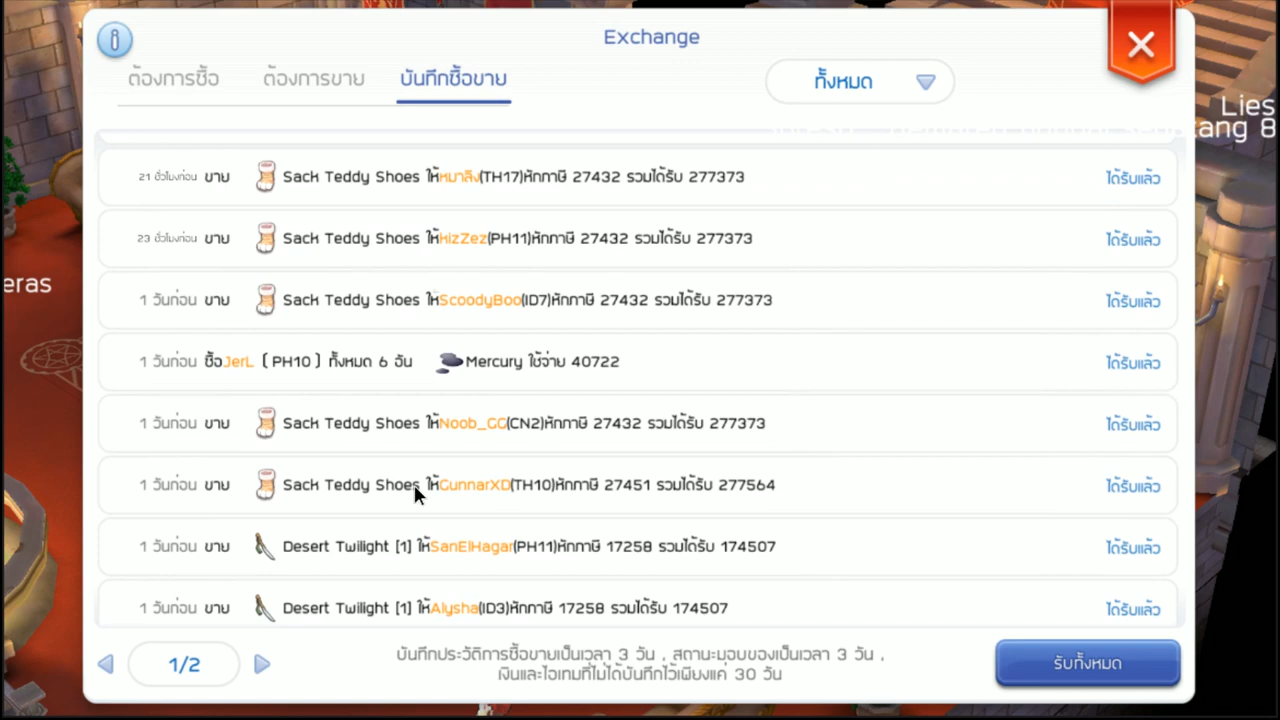 Exchange
ต้องการซื้อ ต้องการขาย บันทึกซื้อขาย ทั้งหมด
Lies
tang 8
21 ชั่วโมงก่อน ขาย Sack Teddy Shoes ให้หมาลิง(TH17)หักภาษี 27432 รวมได้รับ 277373 ได้รับแล้ว
23 ชั่วโมงก่อน ขาย Sack Teddy Shoes ให้KizZez(PH11)หักภาษี 27432 รวมได้รับ 277373 ได้รับแล้ว
eras
1 วันก่อน ขาย Sack Teddy Shoes ให้ScoodyBoo(ID7)หักภาษี 27432 รวมได้รับ 277373 ได้รับแล้ว
1 วันก่อน ซื้อJerL ( PH10 ) ทั้งหมด 6 อัน Mercury ใช้จ่าย 40722 ได้รับแล้ว
1 วันก่อน ขาย Sack Teddy Shoes ให้Noob_GG(CN2)หักภาษี 27432 รวมได้รับ 277373 ได้รับแล้ว
1 วันก่อน ขาย Sack Teddy Shoes ให้GunnarXD(TH10)หักภาษี 27451 รวมได้รับ 277564 ได้รับแล้ว
1 วันก่อน ขาย Desert Twilight [1] ให้SanElHagar(PH11)หักภาษี 17258 รวมได้รับ 174507 ได้รับแล้ว
1 วันก่อน ขาย Desert Twilight [1] ให้Alysha(ID3)หักภาษี 17258 รวมได้รับ 174507 ได้รับแล้ว
1/2
บันทึกประวัติการซื้อขายเป็นเวลา 3 วัน , สถานะมอบของเป็นเวลา 3 วัน ,
เงินและไอเทมที่ไม่ได้บันทึกไว้เพียงแค่ 30 วัน
รับทั้งหมด